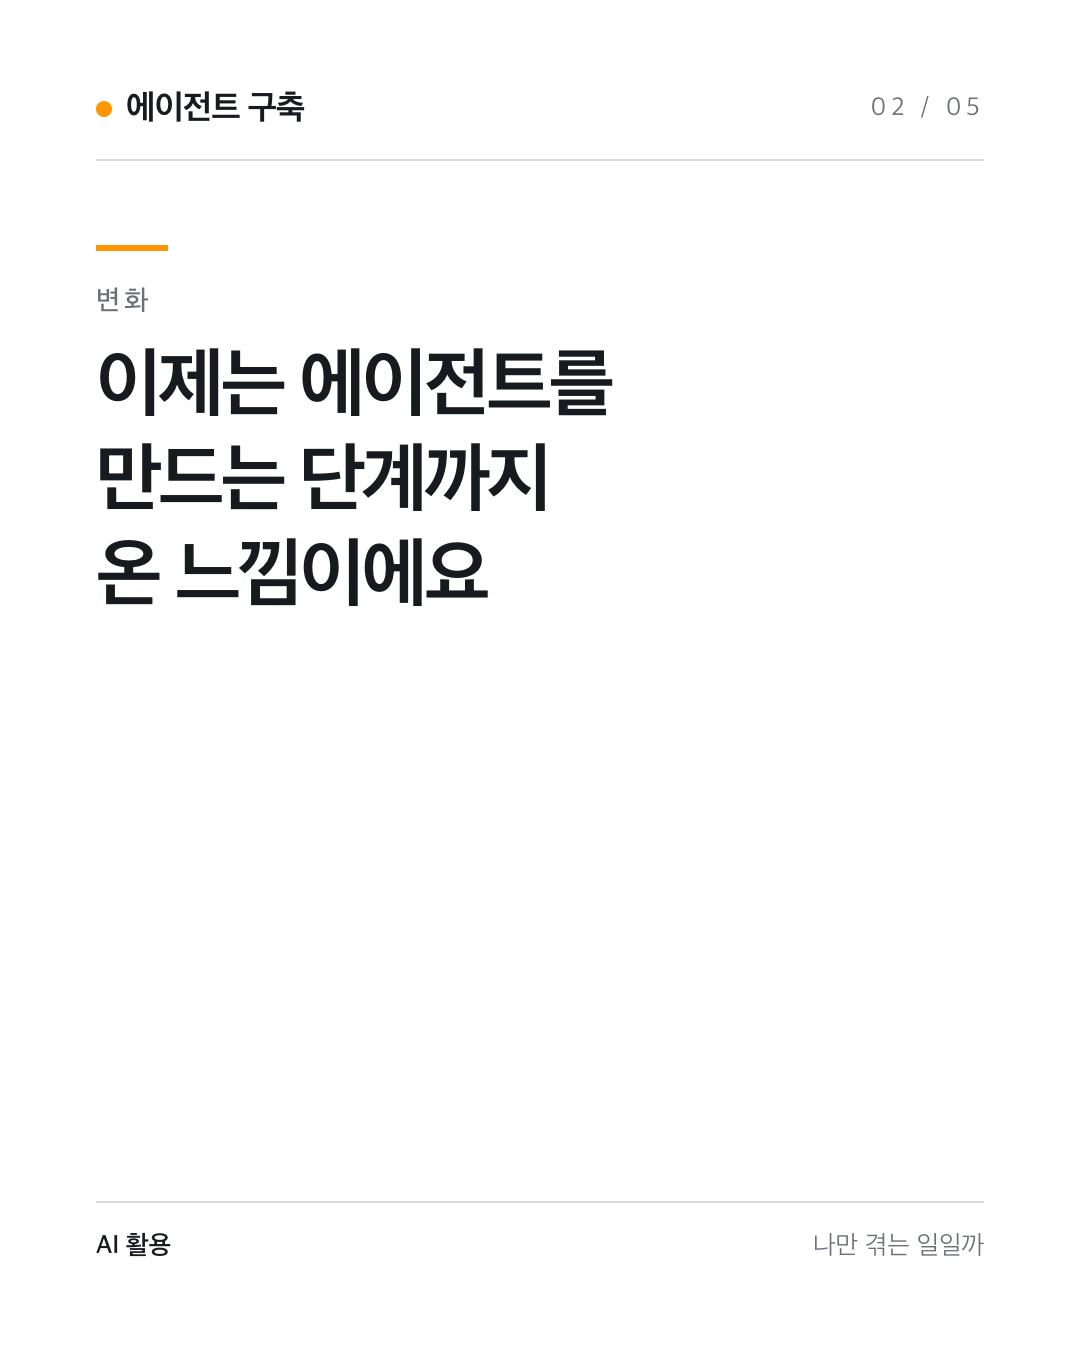 에이전트 구축
02 / 05
변화
이제는 에이전트를
만드는 단계까지
온 느낌이에요
AI 활용
나만 겪는 일일까